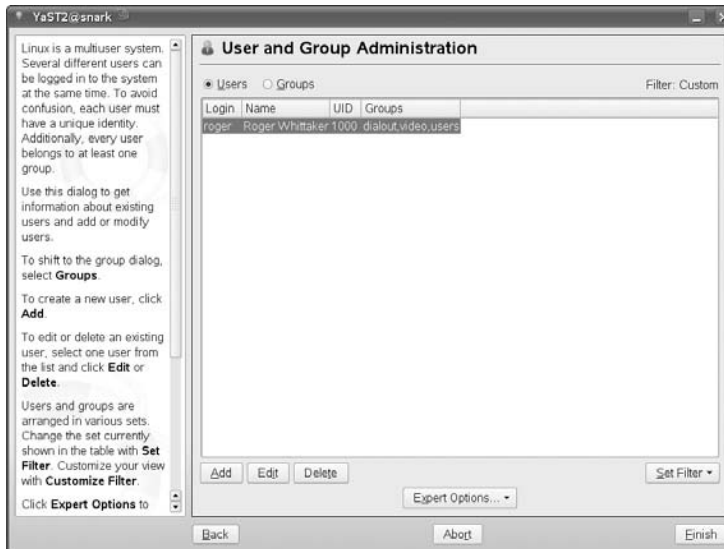 YaST2@snark
Linux is a multiuser system.
Several different users can
be logged in to the system
at the same time. To avoid
confusion, each user must
have a unique identity.
Additionally, every user
belongs to at least one
group.
Use this dialog to get
information about existing
users and add or modify
users.
To shift to the group dialog,
select Groups.
To create a new user, click
Add.
To edit or delete an existing
user, select one user from
the list and click Edit or
Delete.
Users and groups are
arranged in various sets.
Change the set currently
shown in the table with Set
Filter. Customize your view
with Customize Filter.
Click Expert Options to
User and Group Administration
Users Groups Filter: Custom
Login Name UID Groups
roger Roger Whittaker 1000 dialout,video,users
Add Edit Delete Set Filter
Expert Options...
Back Abort Finish